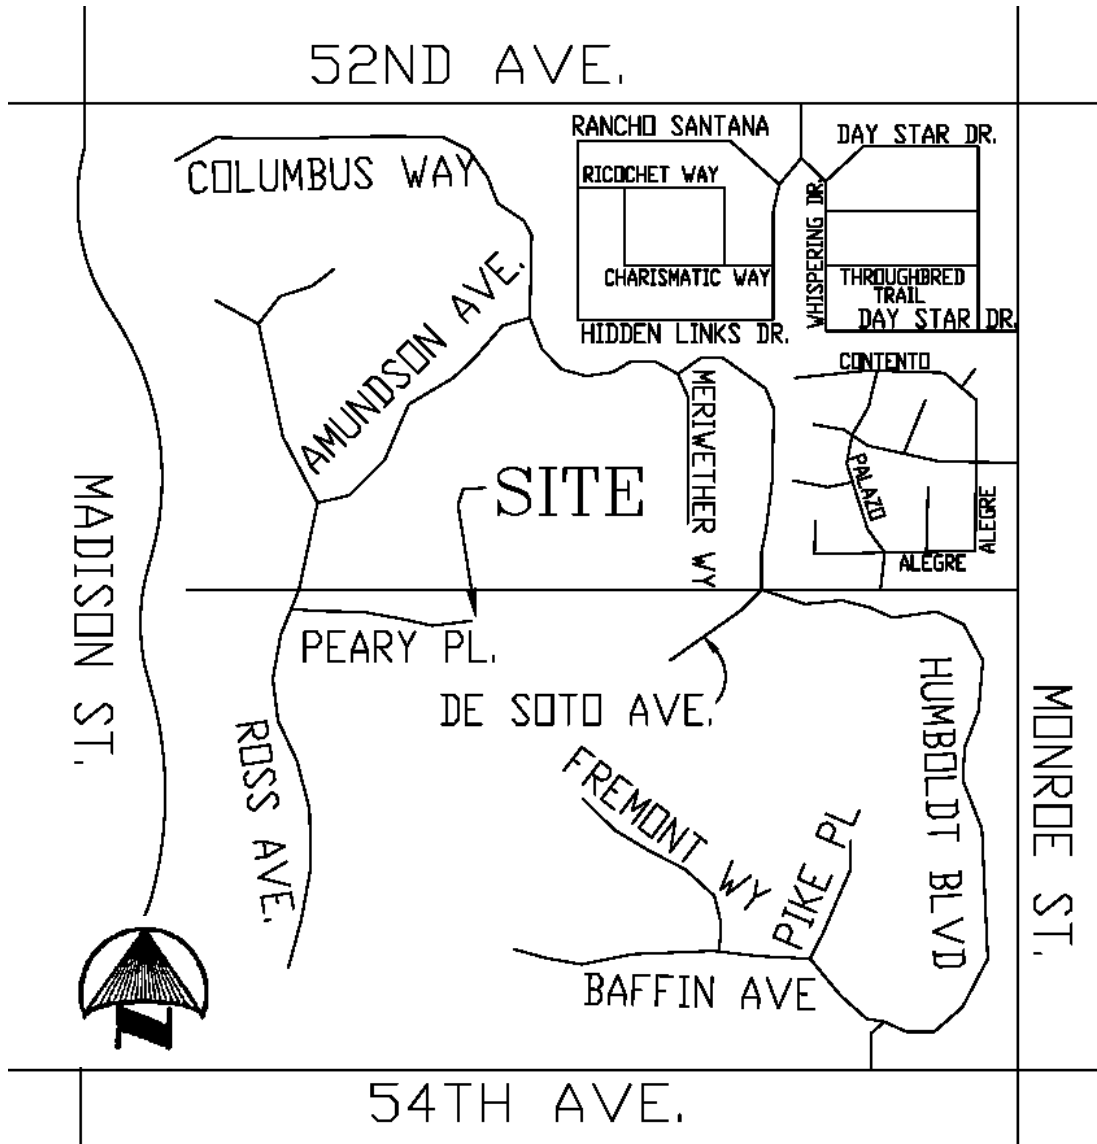 52ND AVE.
RANCHO SANTANA
DAY STAR DR.
COLUMBUS WAY
RICOCHET WAY
WHISPERING DR.
CHARISMATIC WAY
THROUGHBRED
TRAIL
HIDDEN LINKS DR.
DAY STAR DR.
AMUNDSON AVE.
CONTENTO
MERIWETHER WY
PALAZO
SITE
MADISON ST.
ALEGRE
ALEGRE
PEARY PL.
DE SOTO AVE.
HUMBOLDT BLVD
MONROE ST.
ROSS AVE.
FREMONT WY
PIKE PL
BAFFIN AVE
N
54TH AVE.